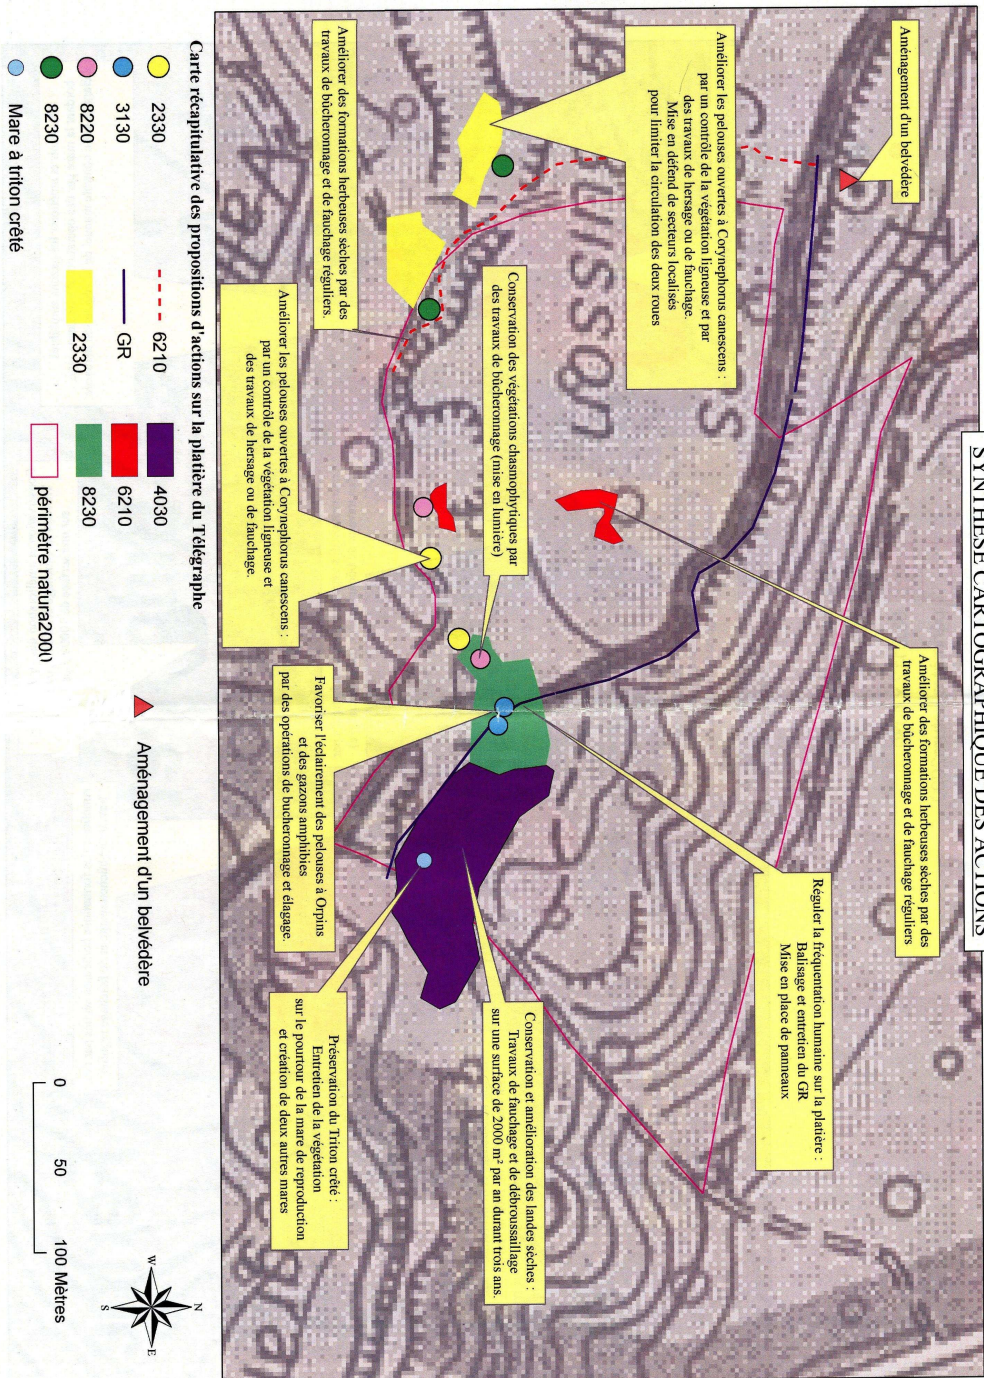 SYNTHESE CARTOGRAPHIQUE DES ACTIONS
Aménagement d'un belvédère
Améliorer les pelouses ouvertes à Corynephorus canescens :
par un contrôle de la végétation ligneuse et par
des travaux de hersage ou de fauchage.
Mise en défend de secteurs localisés
pour limiter la circulation des deux roues
Améliorer des formations herbeuses sèches par des
travaux de bûcheronnage et de fauchage réguliers.
UISSON
S
Conservation des végétations chasmophytiques par
des travaux de bûcheronnage (mise en lumière)
Améliorer les pelouses ouvertes à Corynephorus canescens :
par un contrôle de la végétation ligneuse et
des travaux de hersage ou de fauchage.
Améliorer des formations herbeuses sèches par des
travaux de bûcheronnage et de fauchage réguliers
Réguler la fréquentation humaine sur la platière :
Balisage et entretien du GR
Mise en place de panneaux
Favoriser l'éclairement des pelouses à Orpins
et des gazons amphibies
par des opérations de bucheronnage et élagage.
Conservation et amélioration des landes sèches :
Travaux de fauchage et de débroussaillage
sur une surface de 2000 m² par an durant trois ans.
Préservation du Triton crêté :
Entretien de la végétation
sur le pourtour de la mare de reproduction
et création de deux autres mares
Carte récapitulative des propositions d'actions sur la platière du Télégraphe
2330
3130
8220
8230
Mare à triton crêté
6210
GR
2330
4030
6210
8230
périmètre natura2000
Aménagement d'un belvédère
0 50 100 Mètres
N
W
E
S